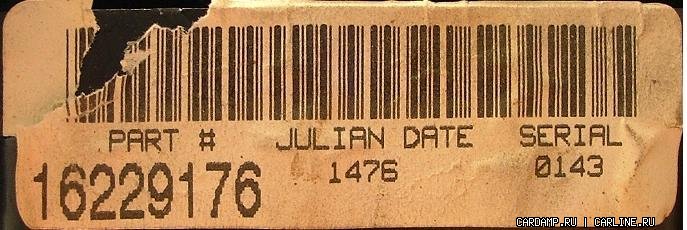 PART # JULIAN DATE SERIAL
16229176 1476 0143
CARDAMP.RU | CARLINE.RU